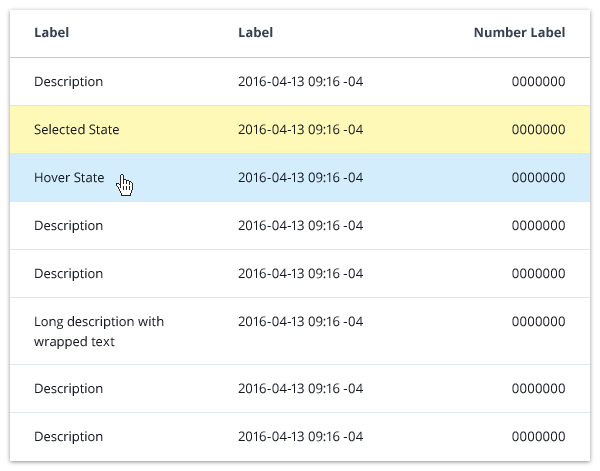 Label Label Number Label
Description 2016-04-13 09:16 -04 0000000
Selected State 2016-04-13 09:16 -04 0000000
Hover State 2016-04-13 09:16 -04 0000000
Description 2016-04-13 09:16 -04 0000000
Description 2016-04-13 09:16 -04 0000000
Long description with 2016-04-13 09:16 -04 0000000
wrapped text
Description 2016-04-13 09:16 -04 0000000
Description 2016-04-13 09:16 -04 0000000